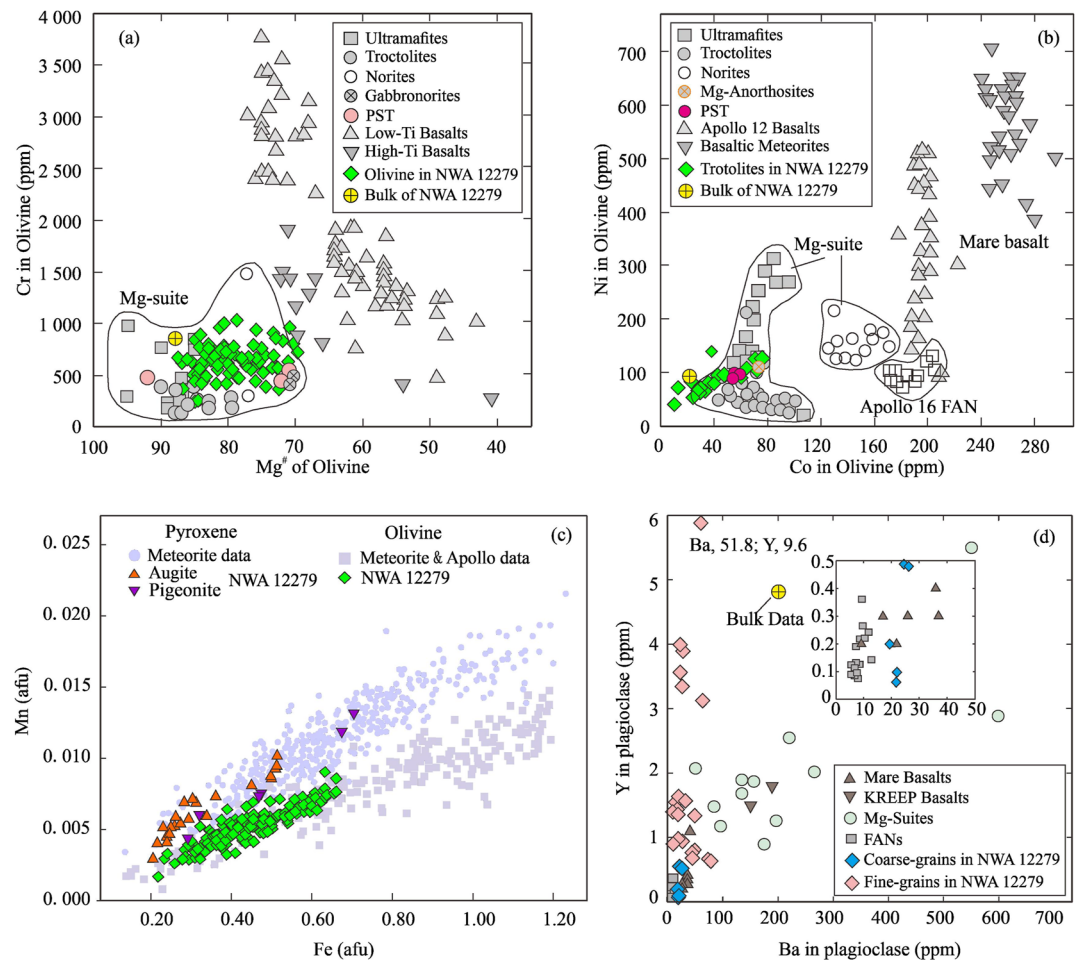 (a)
Ultramafites
Troctolites
Norites
Gabbronorites
PST
Low-Ti Basalts
High-Ti Basalts
Olivine in NWA 12279
Bulk of NWA 12279
Mg-suite
4 000
3 500
3 000
2 500
2 000
1 500
1 000
500
0
Cr in Olivine (ppm)
100 90 80 70 60 50 40
Mg# of Olivine
(b)
Ultramafites
Troctolites
Norites
Mg-Anorthosites
PST
Apollo 12 Basalts
Basaltic Meteorites
Trotolites in NWA 12279
Bulk of NWA 12279
Mg-suite
Mare basalt
Apollo 16 FAN
700
600
500
400
300
200
100
0
Ni in Olivine (ppm)
0 40 80 120 160 200 240 280
Co in Olivine (ppm)
(c)
Pyroxene
Meteorite data
Augite
Pigeonite
NWA 12279
Olivine
Meteorite & Apollo data
NWA 12279
0. 025
0. 020
0. 015
0. 010
0. 005
0. 000
Mn (afu)
0.20 0.40 0.60 0.80 1.00 1.20
Fe (afu)
(d)
Ba, 51.8; Y, 9.6
Bulk Data
0.5
0.4
0.3
0.2
0.1
0
0 10 20 30 40 50
Mare Basalts
KREEP Basalts
Mg-Suites
FANs
Coarse-grains in NWA 12279
Fine-grains in NWA 12279
6
5
4
3
2
1
0
Y in plagioclase (ppm)
0 100 200 300 400 500 600 700
Ba in plagioclase (ppm)